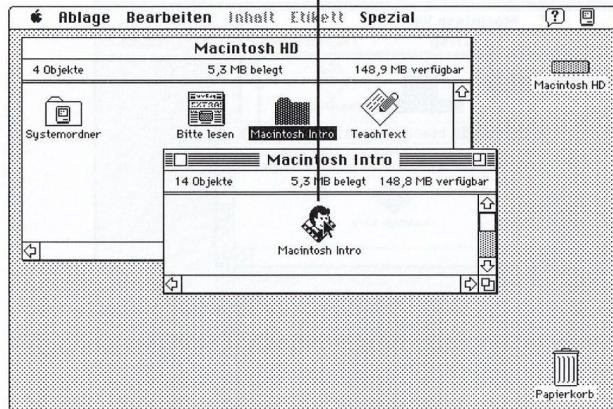 Ablage Bearbeiten Inhalt Etikett Spezial
Macintosh HD
4 Objekte 5,3 MB belegt 148,9 MB verfügbar
Macintosh HD
EXTRA!
Systemordner Bitte lesen Macintosh Intro TeachText
Macintosh Intro
14 Objekte 5,3 MB belegt 148,8 MB verfügbar
Macintosh Intro
Papierkorb